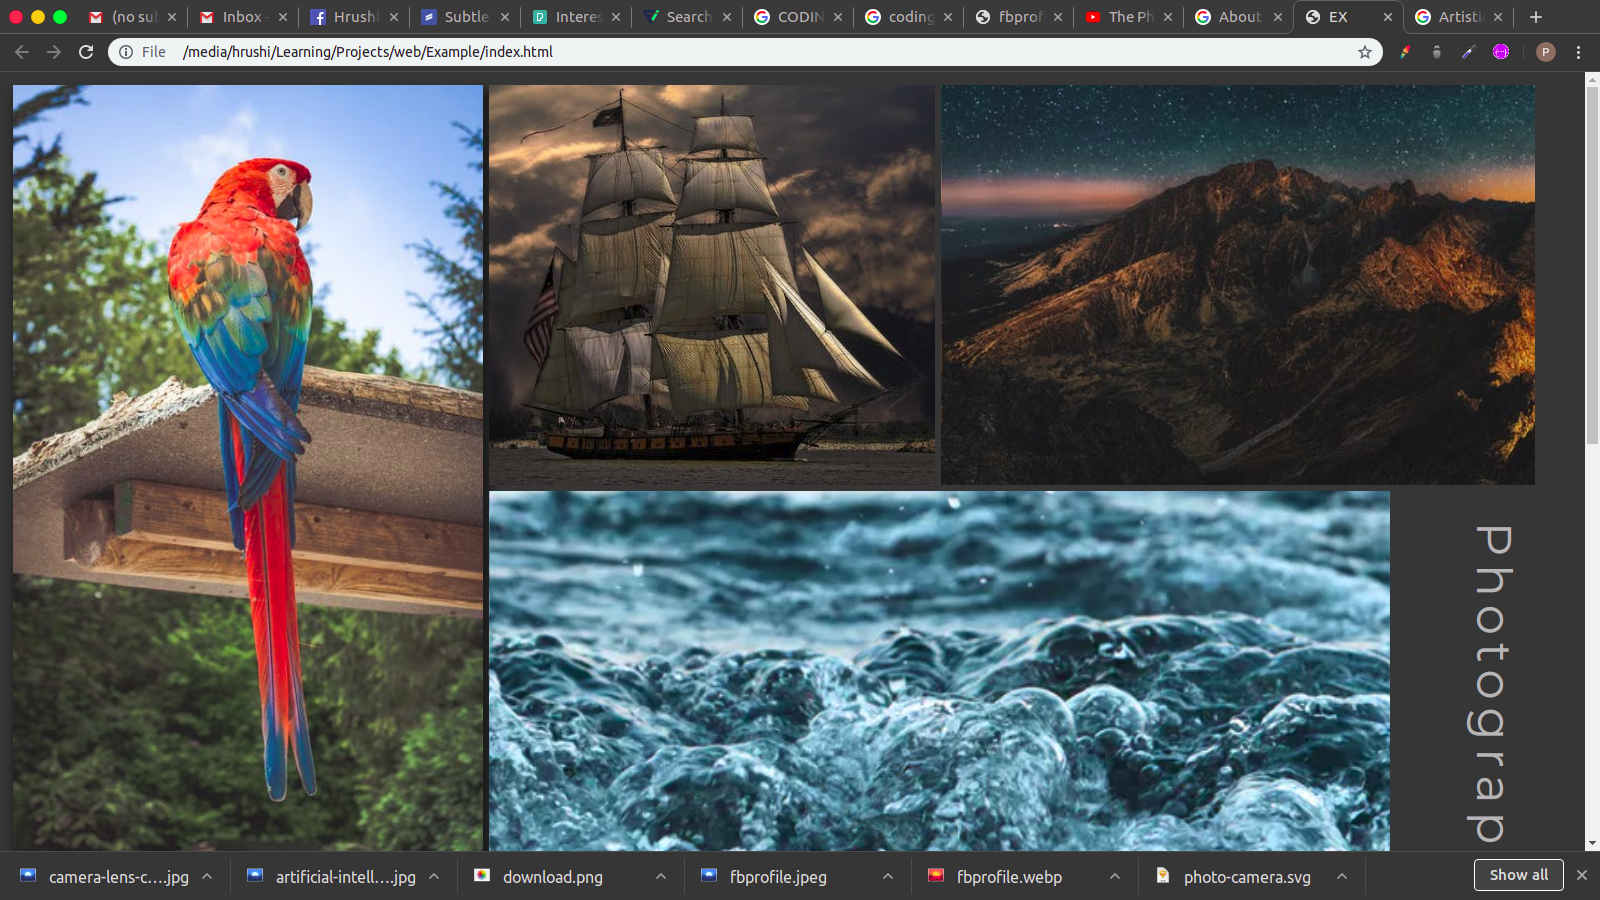 (no sub
Inbox -
Hrushi
Subtle
Interes
Search
CODIN
coding
fbprof
The Ph
About
EX
Artisti
File
/media/hrushi/Learning/Projects/web/Example/index.html
P
Photograp
camera-lens-c....jpg
artificial-intell....jpg
download.png
fbprofile.jpeg
fbprofile.webp
photo-camera.svg
Show all